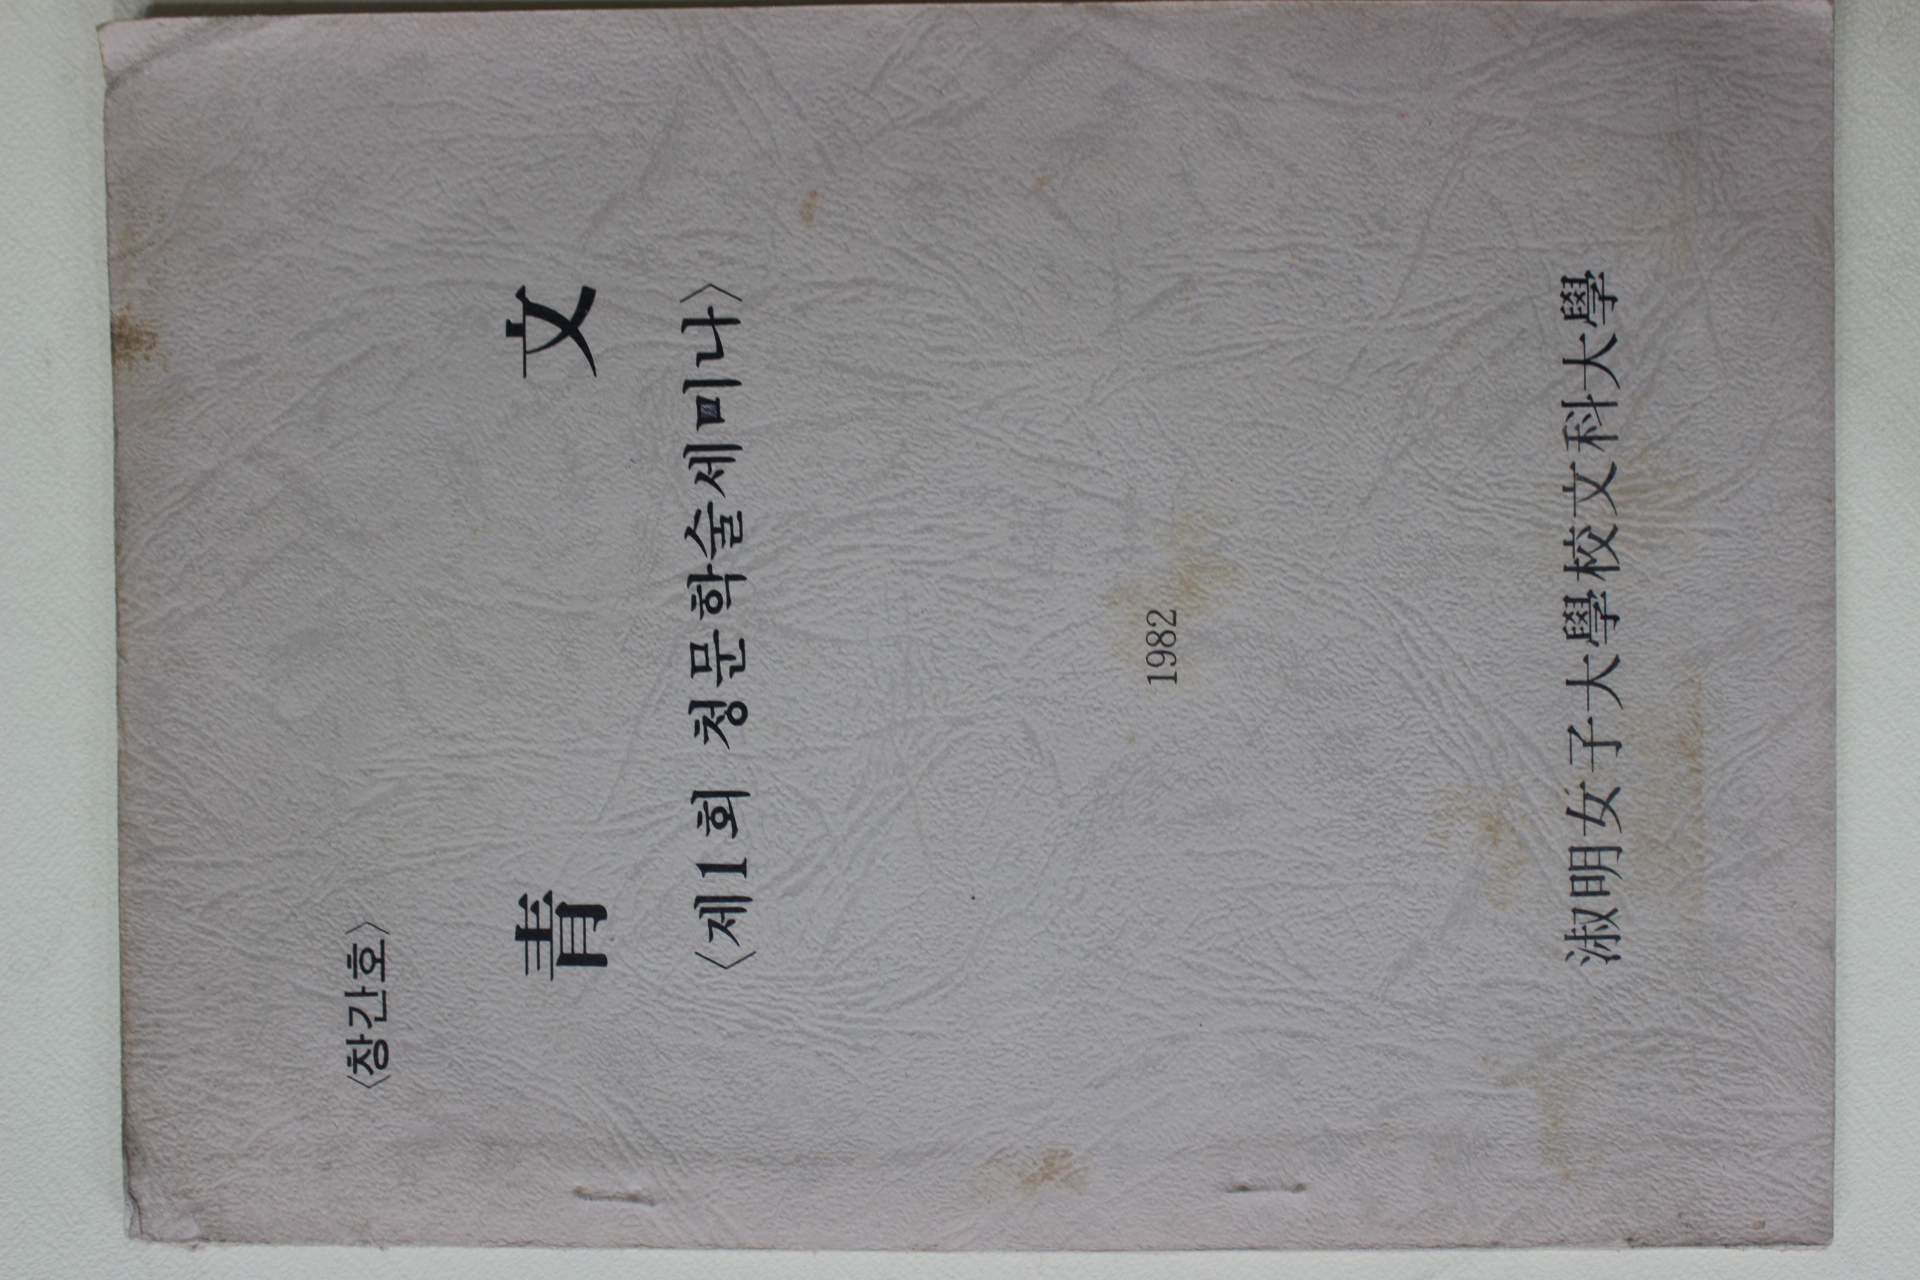 〈창간호〉
青 文
〈제1회 청문학술세미나〉
1982
淑明女子大學校文科大學